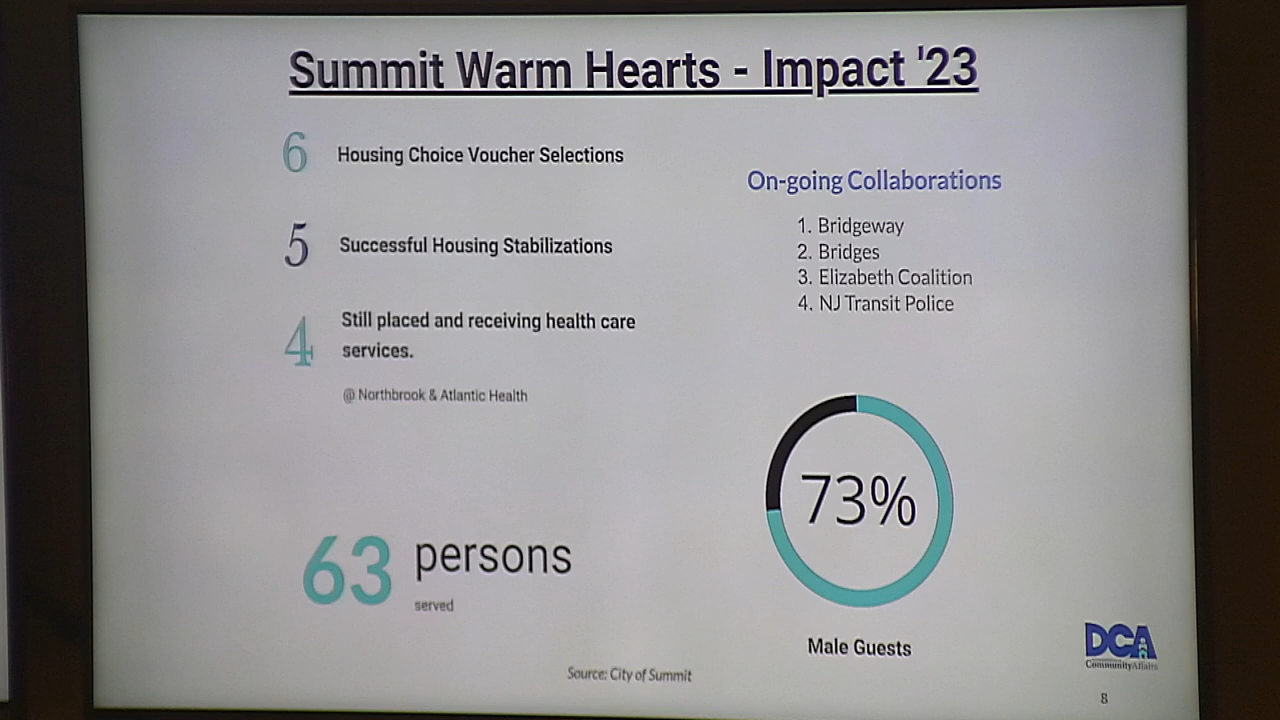 Summit Warm Hearts - Impact '23
6 Housing Choice Voucher Selections
5 Successful Housing Stabilizations
4 Still placed and receiving health care
services.
@ Northbrook & Atlantic Health
63 persons
served
On-going Collaborations
1. Bridgeway
2. Bridges
3. Elizabeth Coalition
4. NJ Transit Police
73%
Male Guests
Source: City of Summit
DCA
Community Affairs
8